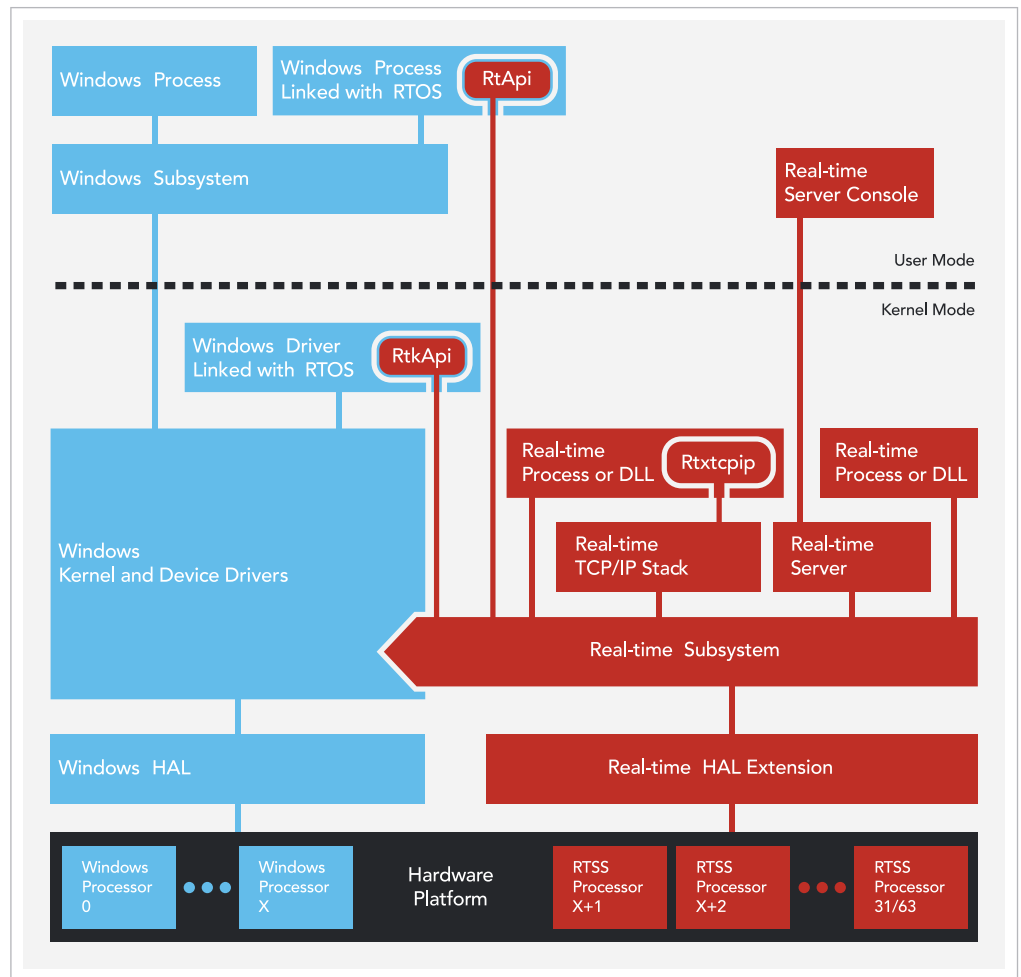 Windows Process
Windows Process
Linked with RTOS
RtApi
Windows Subsystem
Real-time
Server Console
User Mode
Kernel Mode
Windows Driver
Linked with RTOS
RtkApi
Real-time
Process or DLL
Rtxtcpip
Real-time
Process or DLL
Windows
Kernel and Device Drivers
Real-time
TCP/IP Stack
Real-time
Server
Real-time Subsystem
Windows HAL
Real-time HAL Extension
Windows
Processor
0
Windows
Processor
X
Hardware
Platform
RTSS
Processor
X+1
RTSS
Processor
X+2
RTSS
Processor
31/63